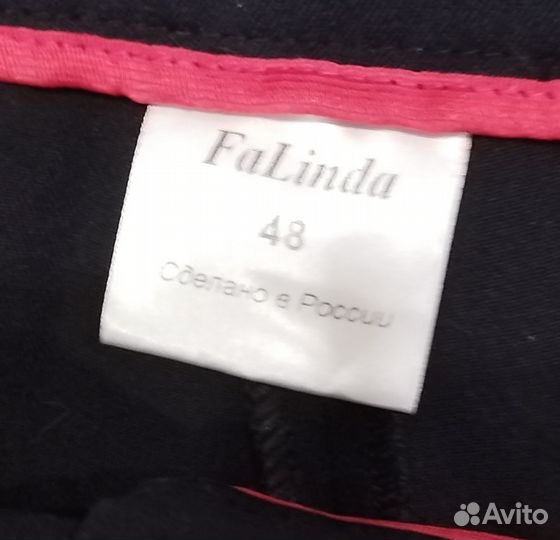 FaLinda
48
Сделано в России
Avito